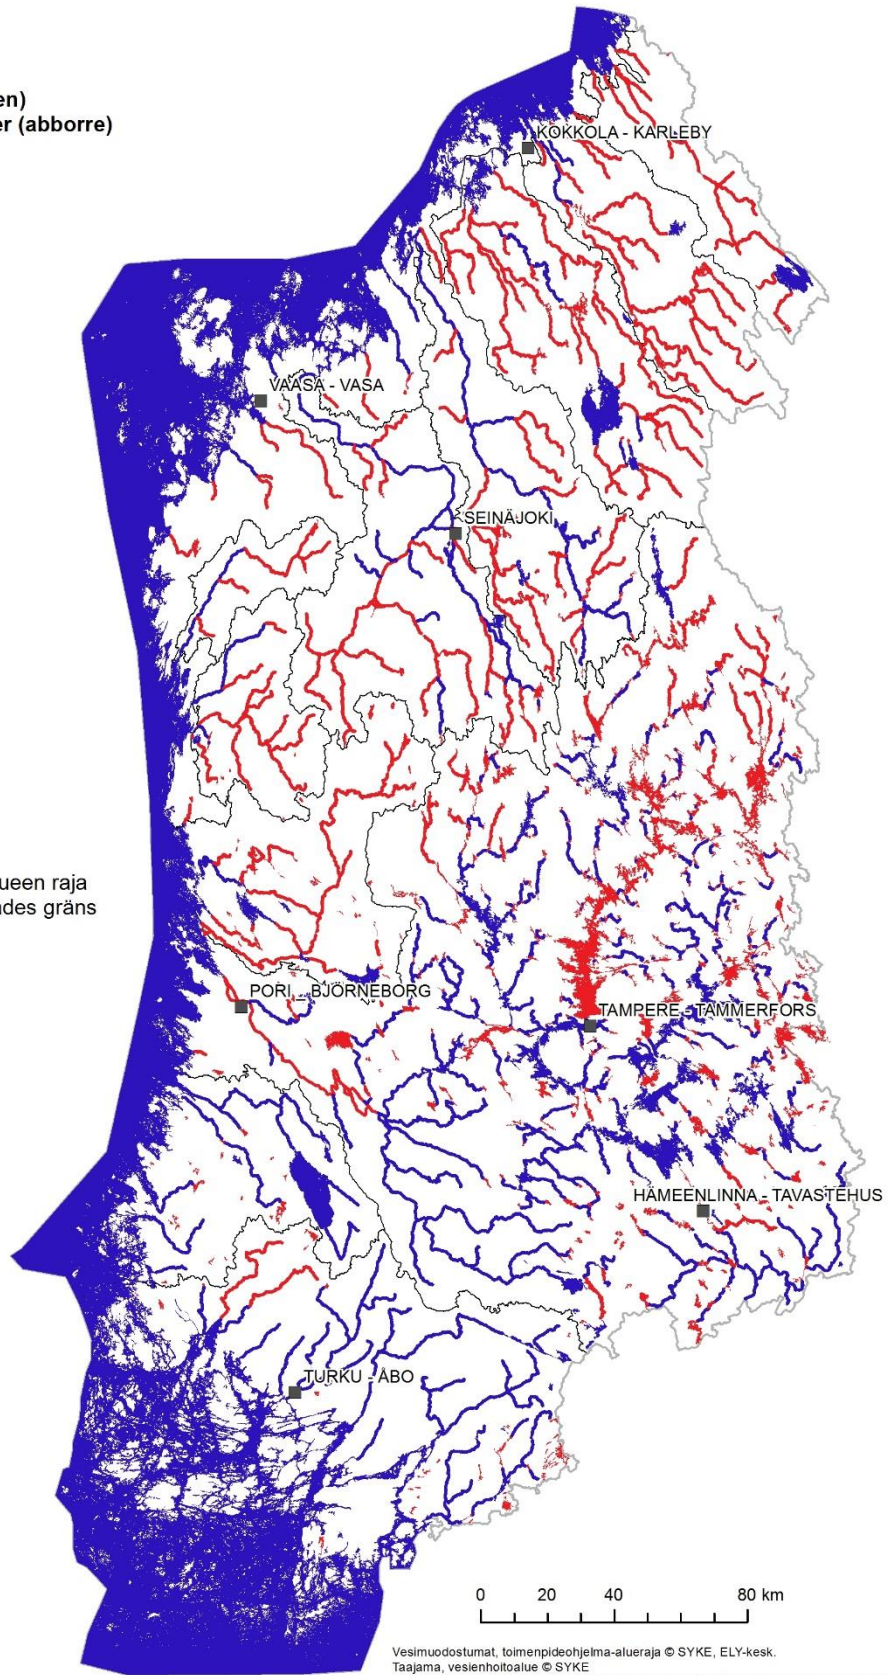 en)
er (abborre)
KOKKOLA - KARLEBY
VAASA - VASA
SEINÄJOKI
ueen raja
ades gräns
PORI - BJÖRNEBORG
TAMPERE - TAMMERFORS
HÄMEENLINNA - TAVASTEHUS
TURKU - ÅBO
0 20 40 80 km
Vesimuodostumat, toimenpideohjelma-alueraja © SYKE, ELY-kesk.
Taajama, vesienhoitoalue © SYKE